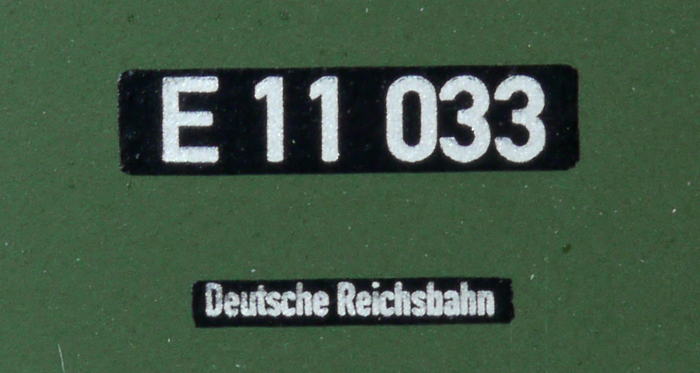 E 11 033
Deutsche Reichsbahn